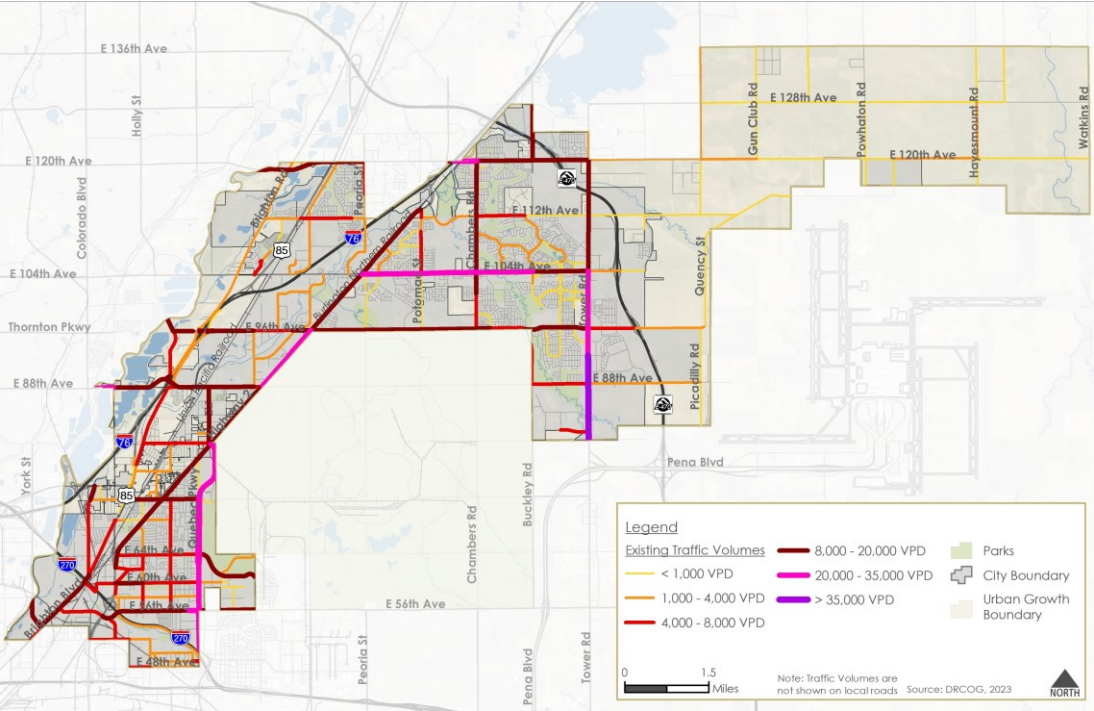 E 136th Ave
Holly St
Gun Club Rd
E 128th Ave
Powhaton Rd
Hayesmount Rd
Watkins Rd
E 120th Ave
E 120th Ave
Colorado Blvd
Brighton Rd
Peoria St
Chambers Rd
E 112th Ave
85
76
Burlington Northern Railroad
E 104th Ave
E 104th Ave
Potomac St
Quency St
Tower Rd
Thornton Pkwy
E 96th Ave
Union Pacific Railroad
E 88th Ave
E 88th Ave
Picadilly Rd
Highway 2
76
York St
85
Quebec Pkwy
Pena Blvd
Buckley Rd
Chambers Rd
E 64th Ave
270
E 60th Ave
E 56th Ave
E 56th Ave
Brighton Blvd
270
E 48th Ave
Peoria St
Pena Blvd
Tower Rd
Legend
Existing Traffic Volumes
< 1,000 VPD
1,000 - 4,000 VPD
4,000 - 8,000 VPD
8,000 - 20,000 VPD
20,000 - 35,000 VPD
> 35,000 VPD
Parks
City Boundary
Urban Growth
Boundary
0 1.5
Miles
Note: Traffic Volumes are
not shown on local roads
Source: DRCOG, 2023
NORTH